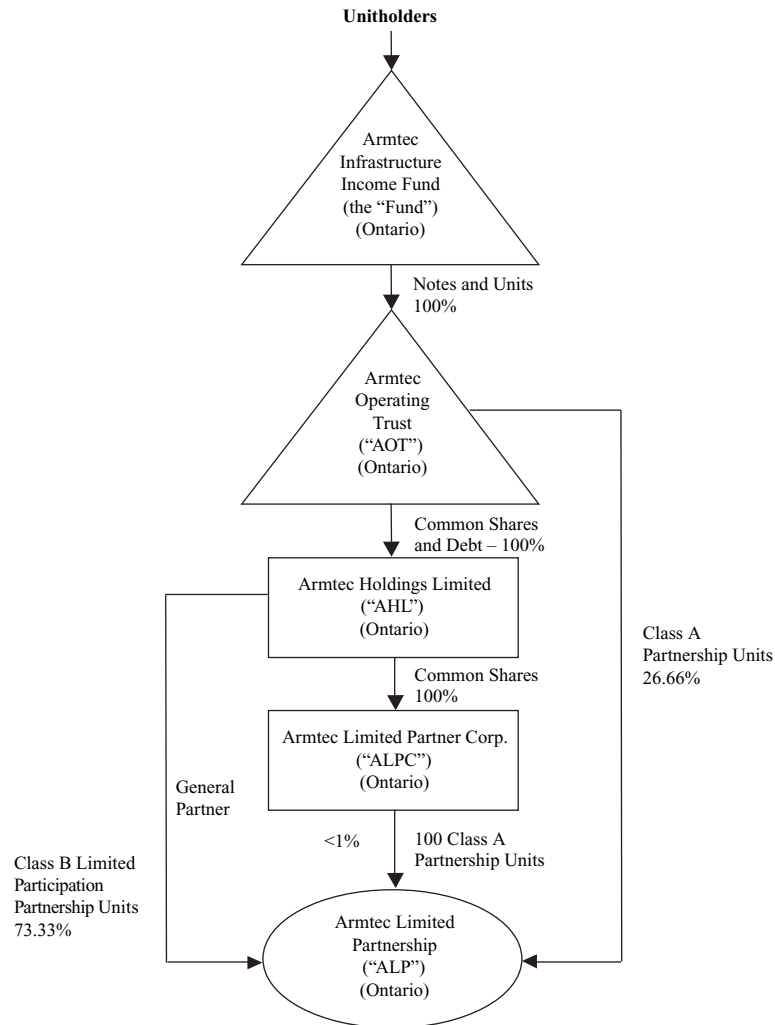 Unitholders
Armtec
Infrastructure
Income Fund
(the “Fund”)
(Ontario)
Notes and Units
100%
Armtec
Operating
Trust
(“AOT”)
(Ontario)
Common Shares
and Debt – 100%
Armtec Holdings Limited
(“AHL”)
(Ontario)
Class A
Partnership Units
26.66%
Common Shares
100%
Armtec Limited Partner Corp.
(“ALPC”)
(Ontario)
General
Partner
<1%
100 Class A
Partnership Units
Class B Limited
Participation
Partnership Units
73.33%
Armtec Limited
Partnership
(“ALP”)
(Ontario)